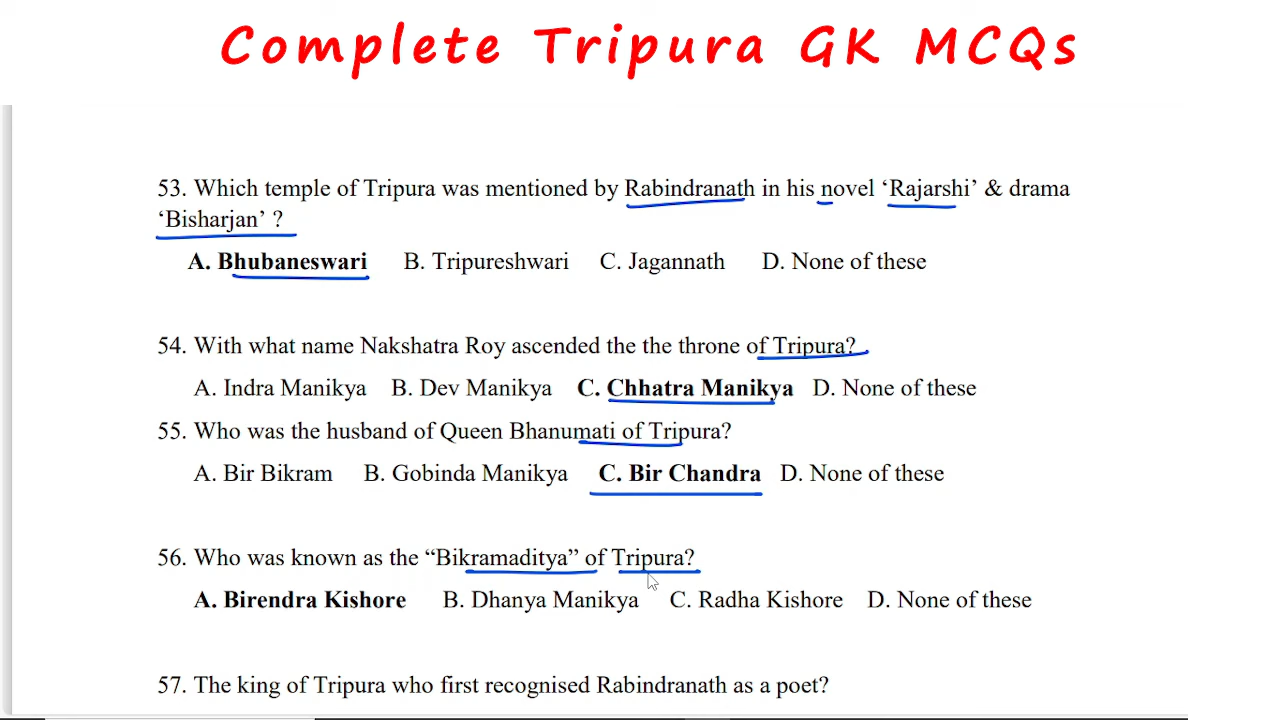 Complete Tripura GK MCQs
53. Which temple of Tripura was mentioned by Rabindranath in his novel ‘Rajarshi’ & drama
‘Bisharjan’ ?
A. Bhubaneswari B. Tripureshwari C. Jagannath D. None of these
54. With what name Nakshatra Roy ascended the the throne of Tripura?
A. Indra Manikya B. Dev Manikya C. Chhatra Manikya D. None of these
55. Who was the husband of Queen Bhanumati of Tripura?
A. Bir Bikram B. Gobinda Manikya C. Bir Chandra D. None of these
56. Who was known as the “Bikramaditya” of Tripura?
A. Birendra Kishore B. Dhanya Manikya C. Radha Kishore D. None of these
57. The king of Tripura who first recognised Rabindranath as a poet?